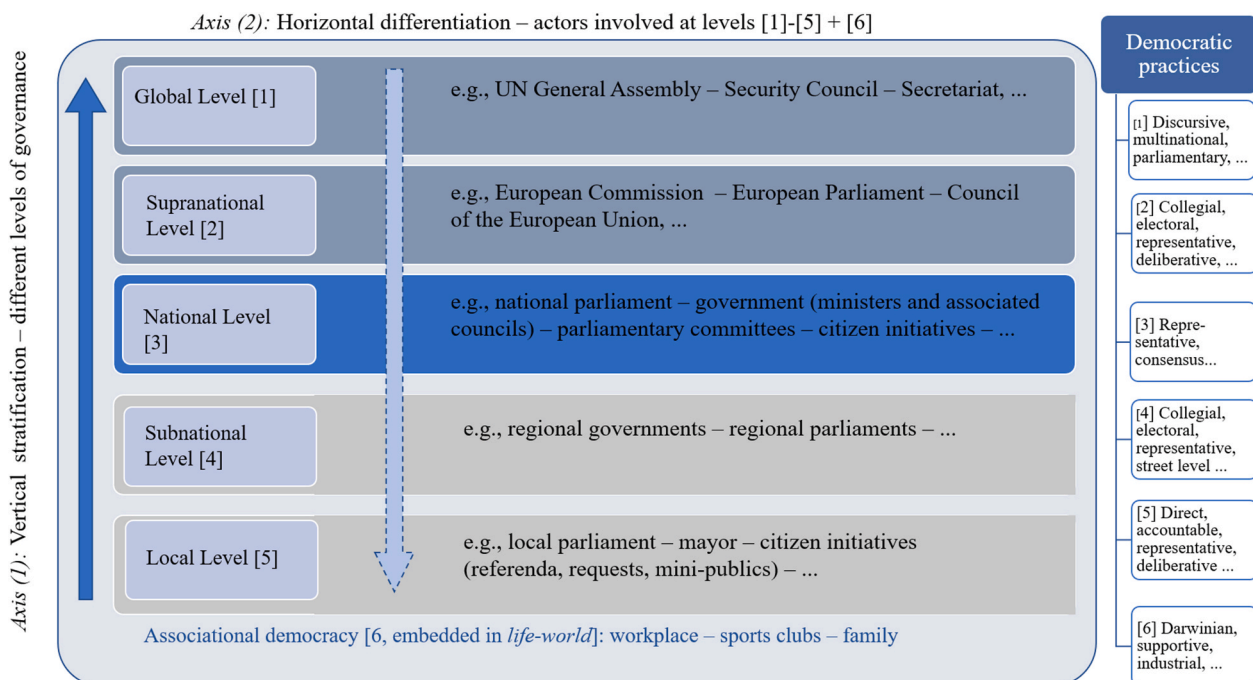 Axis (2): Horizontal differentiation – actors involved at levels [1]-[5] + [6]
Axis (1): Vertical stratification – different levels of governance
Global Level [1]
e.g., UN General Assembly – Security Council – Secretariat, ...
Supranational
Level [2]
e.g., European Commission – European Parliament – Council
of the European Union, ...
National Level
[3]
e.g., national parliament – government (ministers and associated
councils) – parliamentary committees – citizen initiatives – ...
Subnational
Level [4]
e.g., regional governments – regional parliaments – ...
Local Level [5]
e.g., local parliament – mayor – citizen initiatives
(referenda, requests, mini-publics) – ...
Associational democracy [6, embedded in life-world]: workplace – sports clubs – family
Democratic
practices
[1] Discursive,
multinational,
parliamentary, ...
[2] Collegial,
electoral,
representative,
deliberative, ...
[3] Repre-
sentative,
consensus...
[4] Collegial,
electoral,
representative,
street level ...
[5] Direct,
accountable,
representative,
deliberative ...
[6] Darwinian,
supportive,
industrial, ...